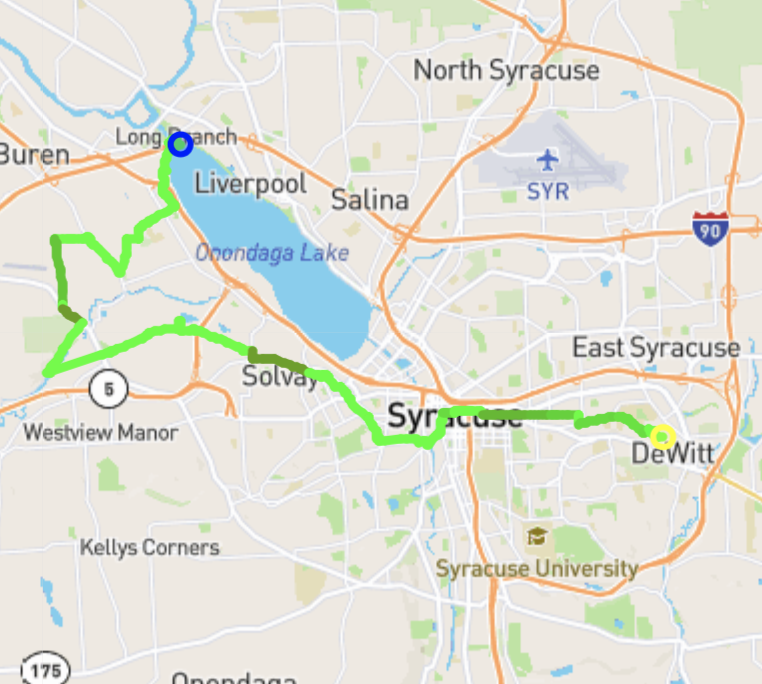 North Syracuse
Long Branch
Buren
SYR
Liverpool
Salina
90
Onondaga Lake
East Syracuse
Solvay
5
Syracuse
Westview Manor
DeWitt
Kellys Corners
Syracuse University
175
Onondaga